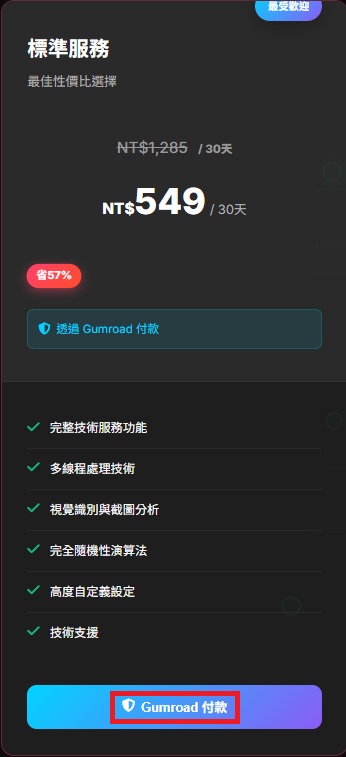 最受歡迎
標準服務
最佳性價比選擇
NT$1,285 / 30天
NT$549 / 30天
省57%
透過 Gumroad 付款
完整技術服務功能
多線程處理技術
視覺識別與截圖分析
完全隨機性演算法
高度自定義設定
技術支援
Gumroad 付款